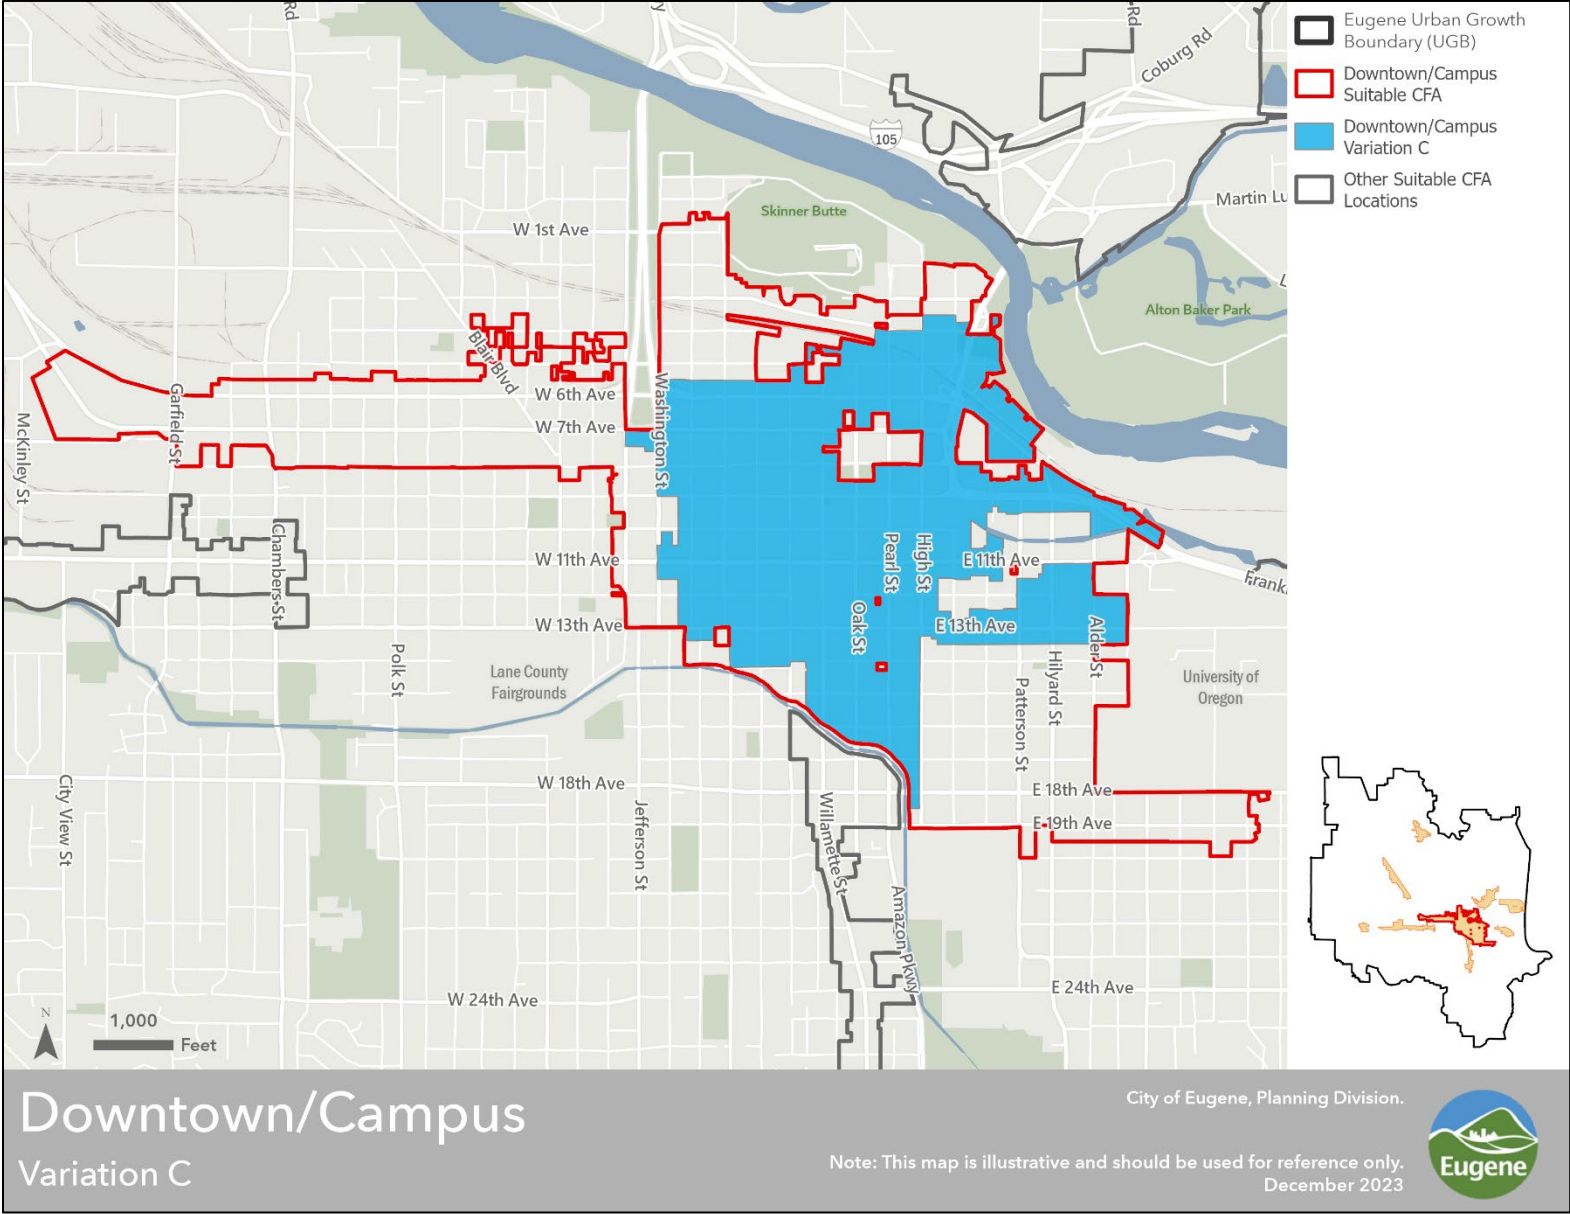 Rd
y
Rd
Coburg Rd
105
Martin Lu
Skinner Butte
W 1st Ave
L
Alton Baker Park
Blair Blvd
W 6th Ave
Washington St
Garfield St
McKinley St
W 7th Ave
Chambers St
W 11th Ave
Pearl St
High St
E 11th Ave
Frank
Oak St
W 13th Ave
E 13th Ave
Alder St
Polk St
Lane County
Fairgrounds
Hilyard St
Patterson St
University of
Oregon
City View St
W 18th Ave
Jefferson St
Willamette St
E 18th Ave
E 19th Ave
Amazon Pkwy
W 24th Ave
E 24th Ave
N
1,000
Feet
Eugene Urban Growth
Boundary (UGB)
Downtown/Campus
Suitable CFA
Downtown/Campus
Variation C
Other Suitable CFA
Locations
Downtown/Campus
Variation C
City of Eugene, Planning Division.
Note: This map is illustrative and should be used for reference only.
December 2023
Eugene